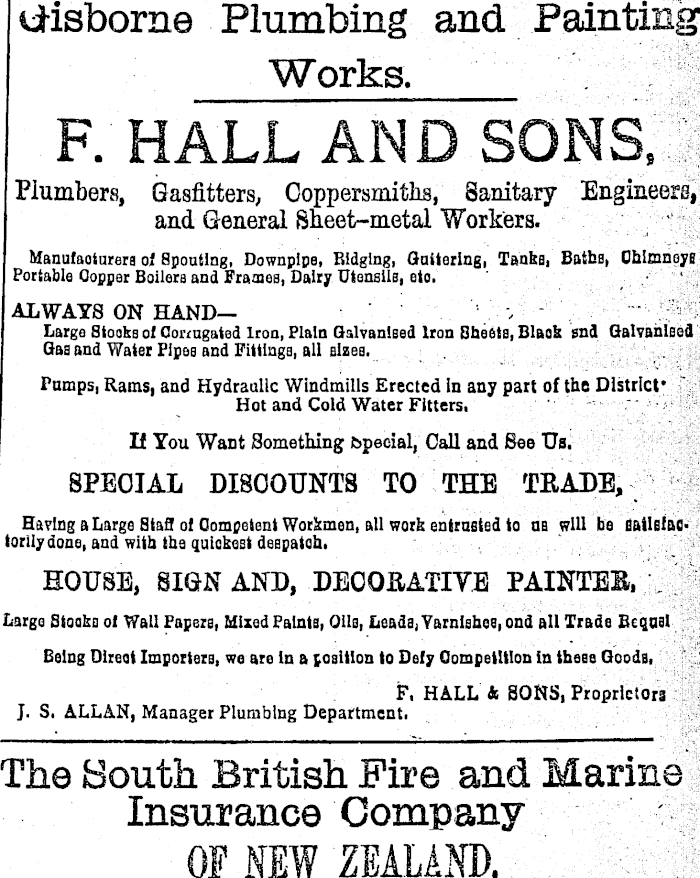 Gisborne Plumbing and Painting
Works.
F. HALL AND SONS,
Plumbers, Gasfitters, Coppersmiths, Sanitary Engineers,
and General Sheet-metal Workers.
Manufacturers of Spouting, Downpipe, Ridging, Guttering, Tanks, Baths, Chimneys
Portable Copper Boilers and Frames, Dairy Utensils, etc.
ALWAYS ON HAND—
Large Stocks of Corrugated Iron, Plain Galvanised Iron Sheets, Black and Galvanised
Gas and Water Pipes and Fittings, all sizes.
Pumps, Rams, and Hydraulic Windmills Erected in any part of the District·
Hot and Cold Water Fitters.
If You Want Something Special, Call and See Us.
SPECIAL DISCOUNTS TO THE TRADE,
Having a Large Staff of Competent Workmen, all work entrusted to us will be satisfac-
torily done, and with the quickest despatch.
HOUSE, SIGN AND, DECORATIVE PAINTER,
Large Stocks of Wall Papers, Mixed Paints, Oils, Leads, Varnishes, ond all Trade Requsl
Being Direct Importers, we are in a position to Defy Competition in these Goods,
F. HALL & SONS, Proprietors
J. S. ALLAN, Manager Plumbing Department.
The South British Fire and Marine
Insurance Company
OF NEW ZEALAND.